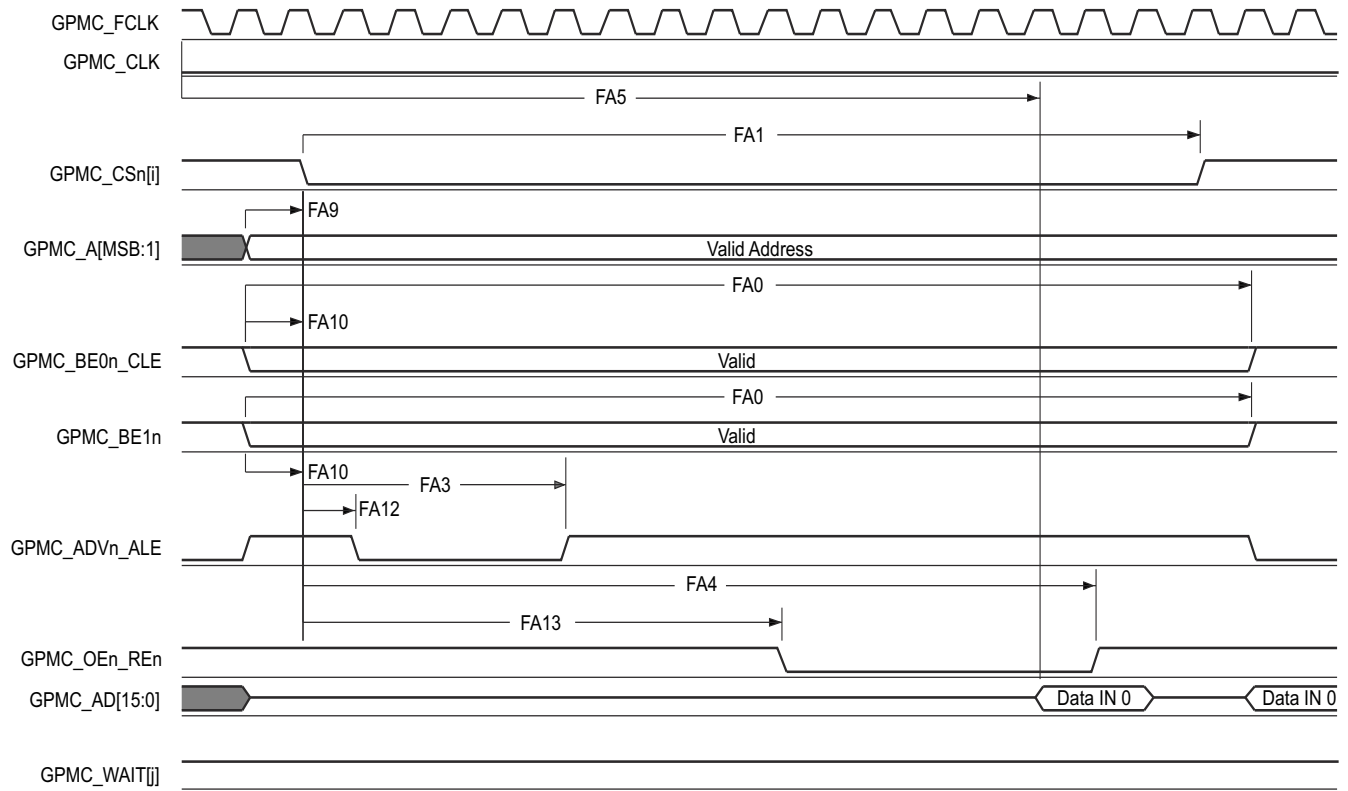 GPMC_FCLK
GPMC_CLK
FA5
FA1
GPMC_CSn[i]
FA9
GPMC_A[MSB:1]
Valid Address
FA0
FA10
GPMC_BE0n_CLE
Valid
FA0
GPMC_BE1n
Valid
FA10
FA3
FA12
GPMC_ADVn_ALE
FA4
FA13
GPMC_OEn_REn
GPMC_AD[15:0]
Data IN 0
Data IN 0
GPMC_WAIT[j]